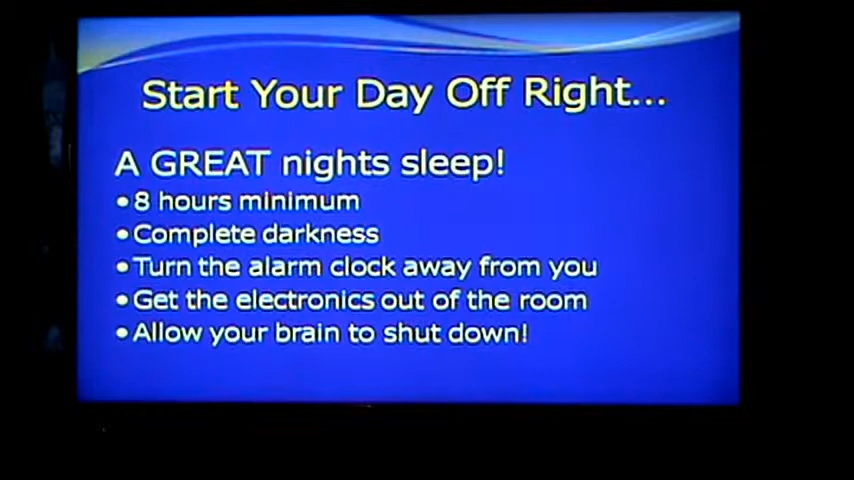 Start Your Day Off Right...
A GREAT nights sleep!
•8 hours minimum
•Complete darkness
•Turn the alarm clock away from you
•Get the electronics out of the room
•Allow your brain to shut down!